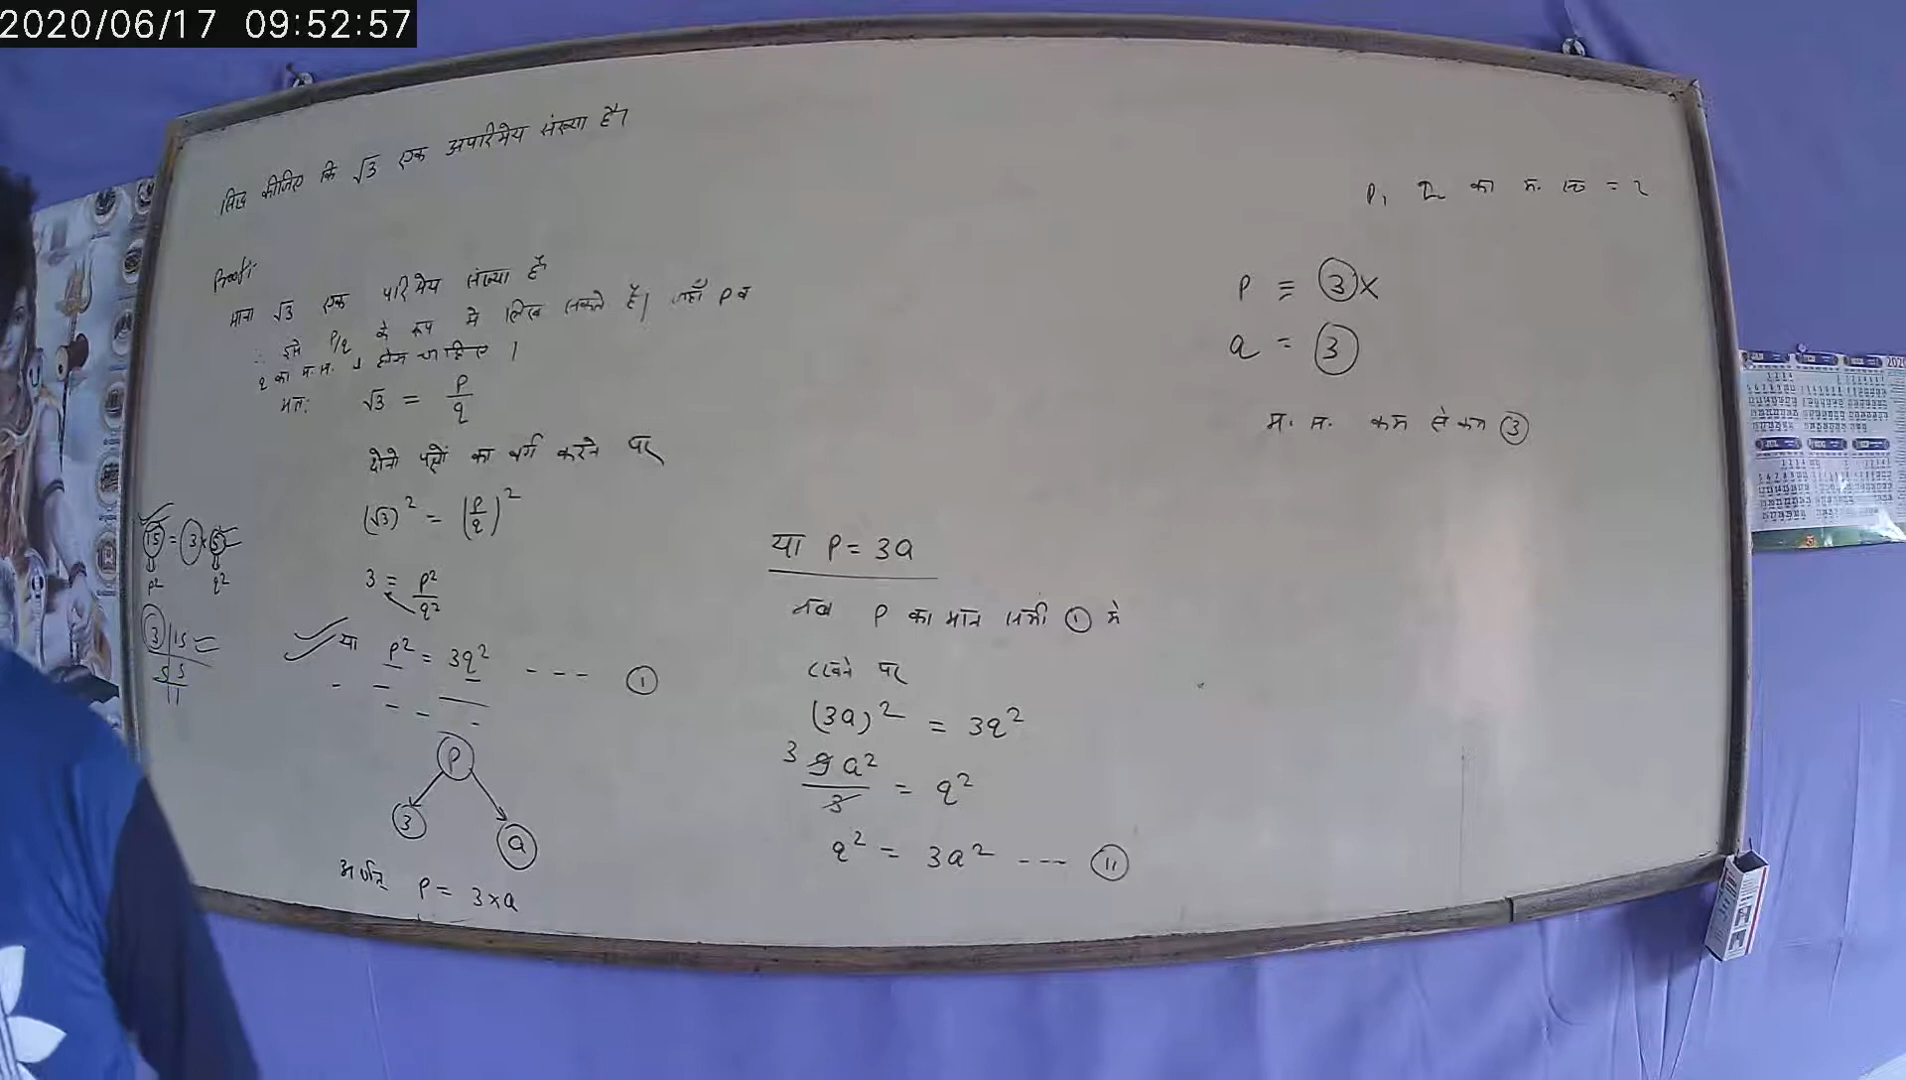 2020/06/17 09:52:57
सिद्ध कीजिए कि √3 एक अपरिमेय संख्या है।
Proof:-
माना √3 एक परिमेय संख्या है
∴ इसे P/q के रूप में लिख सकते है। जहाँ P व
q का म.स. 1 होना चाहिए ।
अतः √3 = P/q
दोनो पक्षों का वर्ग करने पर
(√3)² = (P/q)²
3 = P²/q²
या P² = 3q² --- ①
P
3 a
अर्थात् P = 3×a
15 = 3×5
P² q²
3|15
5|5
1
या P = 3a
अब P का मान समी ① मे
रखने पर
(3a)² = 3q²
3 9a²/3 = q²
q² = 3a² --- ⑪
P, q का म. स =
P = ③×
q = ③
म. स. कम से कम ③